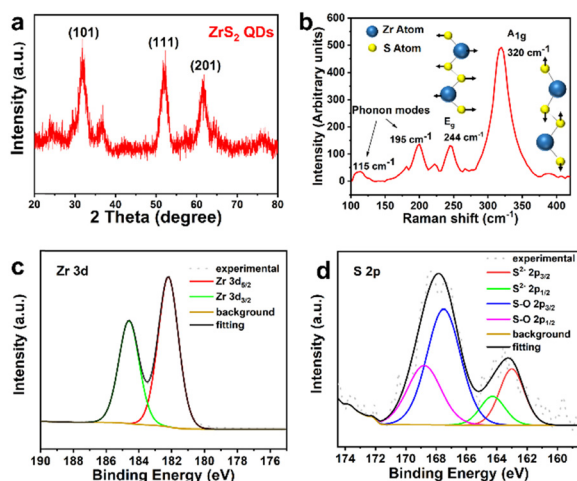 a
ZrS₂ QDs
(101)
(111)
(201)
Intensity (a.u.)
20 30 40 50 60 70 80
2 Theta (degree)
b
Zr Atom
S Atom
A₁g
320 cm⁻¹
Phonon modes
195 cm⁻¹
E₉
244 cm⁻¹
115 cm⁻¹
Intensity (Arbitrary units)
600
500
400
300
200
100
0
100 150 200 250 300 350 400
Raman shift (cm⁻¹)
c
Zr 3d
experimental
Zr 3d₅/₂
Zr 3d₃/₂
background
fitting
Intensity (a.u.)
190 188 186 184 182 180 178 176
Binding Energy (eV)
d
S 2p
experimental
S²⁻ 2p₃/₂
S²⁻ 2p₁/₂
S-O 2p₃/₂
S-O 2p₁/₂
background
fitting
Intensity (a.u.)
174 172 170 168 166 164 162 160
Binding Energy (eV)